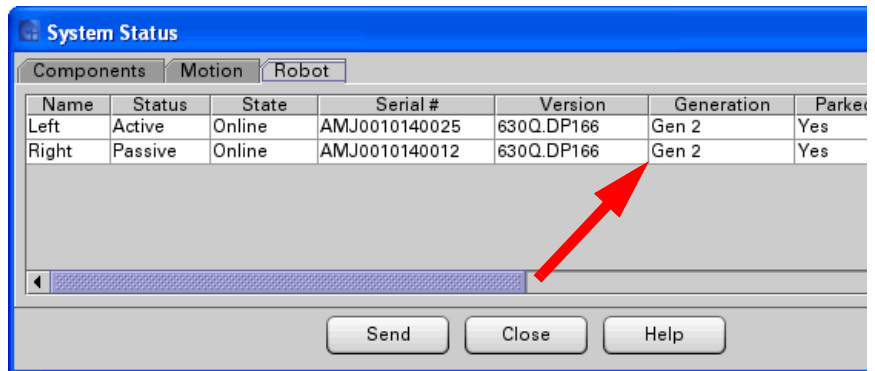 System Status
Components Motion Robot
Name Status State Serial # Version Generation Parked
Left Active Online AMJ0010140025 630Q.DP166 Gen 2 Yes
Right Passive Online AMJ0010140012 630Q.DP166 Gen 2 Yes
Send Close Help